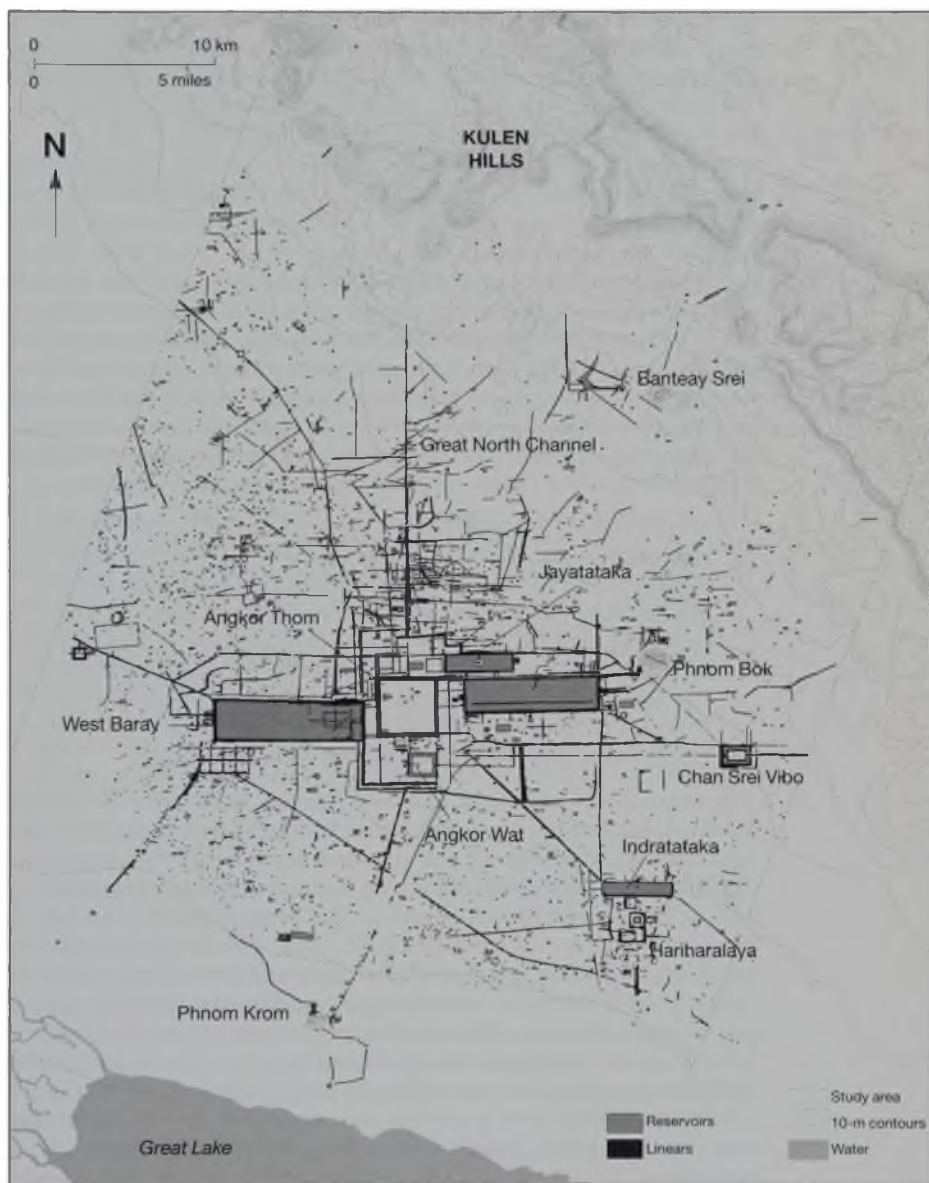 0 10 km
0 5 miles
N
KULEN
HILLS
Banteay Srei
Great North Channel
Jayatataka
Angkor Thom
Phnom Bok
West Baray
Chan Srei Vibo
Angkor Wat
Indratataka
Hariharalaya
Phnom Krom
Great Lake
Study area
Reservoirs 10-m contours
Linears Water